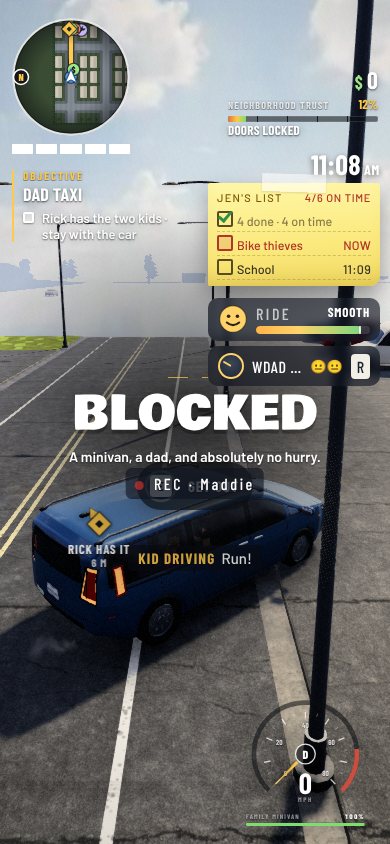 N
$ 0
NEIGHBORHOOD TRUST 12%
DOORS LOCKED
11:08 AM
OBJECTIVE
DAD TAXI
Rick has the two kids ·
stay with the car
JEN'S LIST 4/6 ON TIME
4 done · 4 on time
Bike thieves NOW
School 11:09
RIDE SMOOTH
WDAD ... R
BLOCKED
A minivan, a dad, and absolutely no hurry.
REC · Maddie
RICK HAS IT
6 M
KID DRIVING Run!
20
40
60
80
D
0
MPH
FAMILY MINIVAN 100%